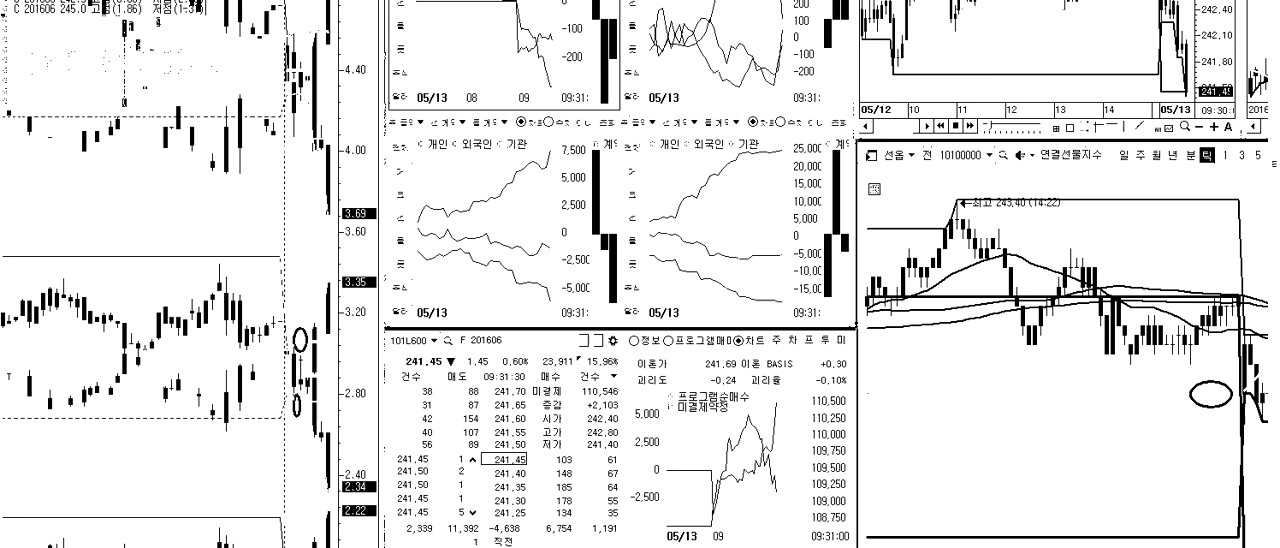 C 201606 245.0
4.40
4.00
3.69
3.60
3.35
3.20
2.80
2.40
2.34
2.22
-100
-200
05/13 08 09 09:31:
200
100
0
-100
-200
05/13 09:31:
개인 외국인 기관
7,500
5,000
2,500
0
-2,500
-5,000
05/13 09:31:
개인 외국인 기관
25,000
20,000
15,000
10,000
5,000
0
-5,000
-10,00
-15,00
05/13 09:31:
101L600 F 201606
정보 프로그램매매 차트 주 차 프 투 미
241.45 ▼ 1.45 0.60% 23,911 15.96%
건수 매도 09:31:30 매수 건수
38 88 241.70 미결제 110,546
31 87 241.65 증감 +2,103
42 154 241.60 시가 242.40
40 107 241.55 고가 242.80
56 89 241.50 저가 241.40
241.45 1 241.45 103 61
241.50 2 241.40 148 67
241.50 1 241.35 185 64
241.45 1 241.30 178 55
241.45 5 241.25 134 35
2,339 11,392 -4,638 6,754 1,191
1 직전
이론가 241.69 이론 BASIS +0.30
괴리도 -0.24 괴리율 -0.10%
프로그램순매수
미결제약정
5,000
2,500
0
-2,500
110,500
110,250
110,000
109,750
109,500
109,250
109,000
108,750
05/13 09 09:31:00
242.40
242.10
241.80
241.45
05/12 10 11 12 13 14 05/13 09:30:
2016
A
선옵 전 10100000 연결선물지수 일 주 월 년 분 틱 1 3 5
최고 243.40 (14:22)